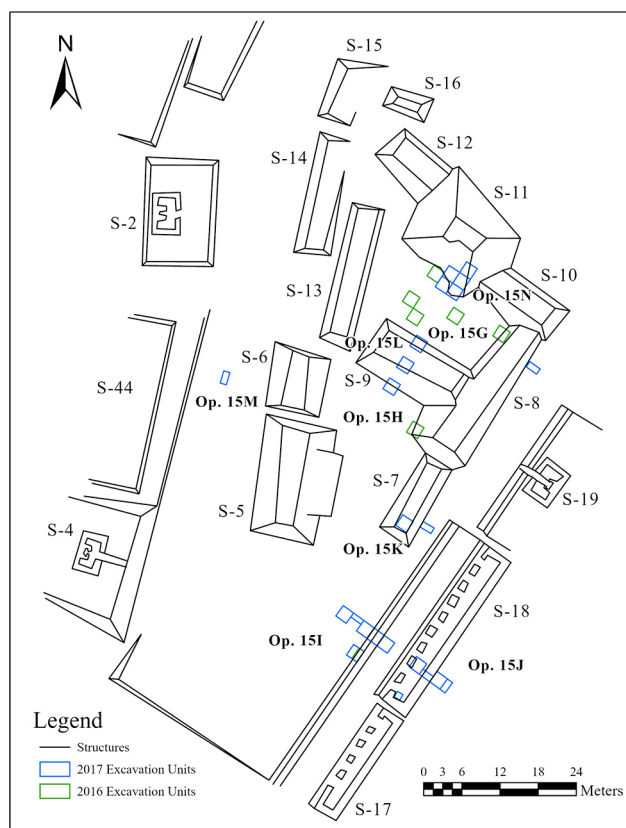 N
S-15
S-16
S-12
S-14
S-11
S-2
S-10
S-13
Op. 15N
Op. 15G
Op. 15L
S-6
S-9
S-44
Op. 15M
S-8
Op. 15H
S-7
S-19
S-5
S-4
Op. 15K
S-18
Op. 15I
Op. 15J
Legend
Structures
2017 Excavation Units
2016 Excavation Units
0 3 6 12 18 24
Meters
S-17